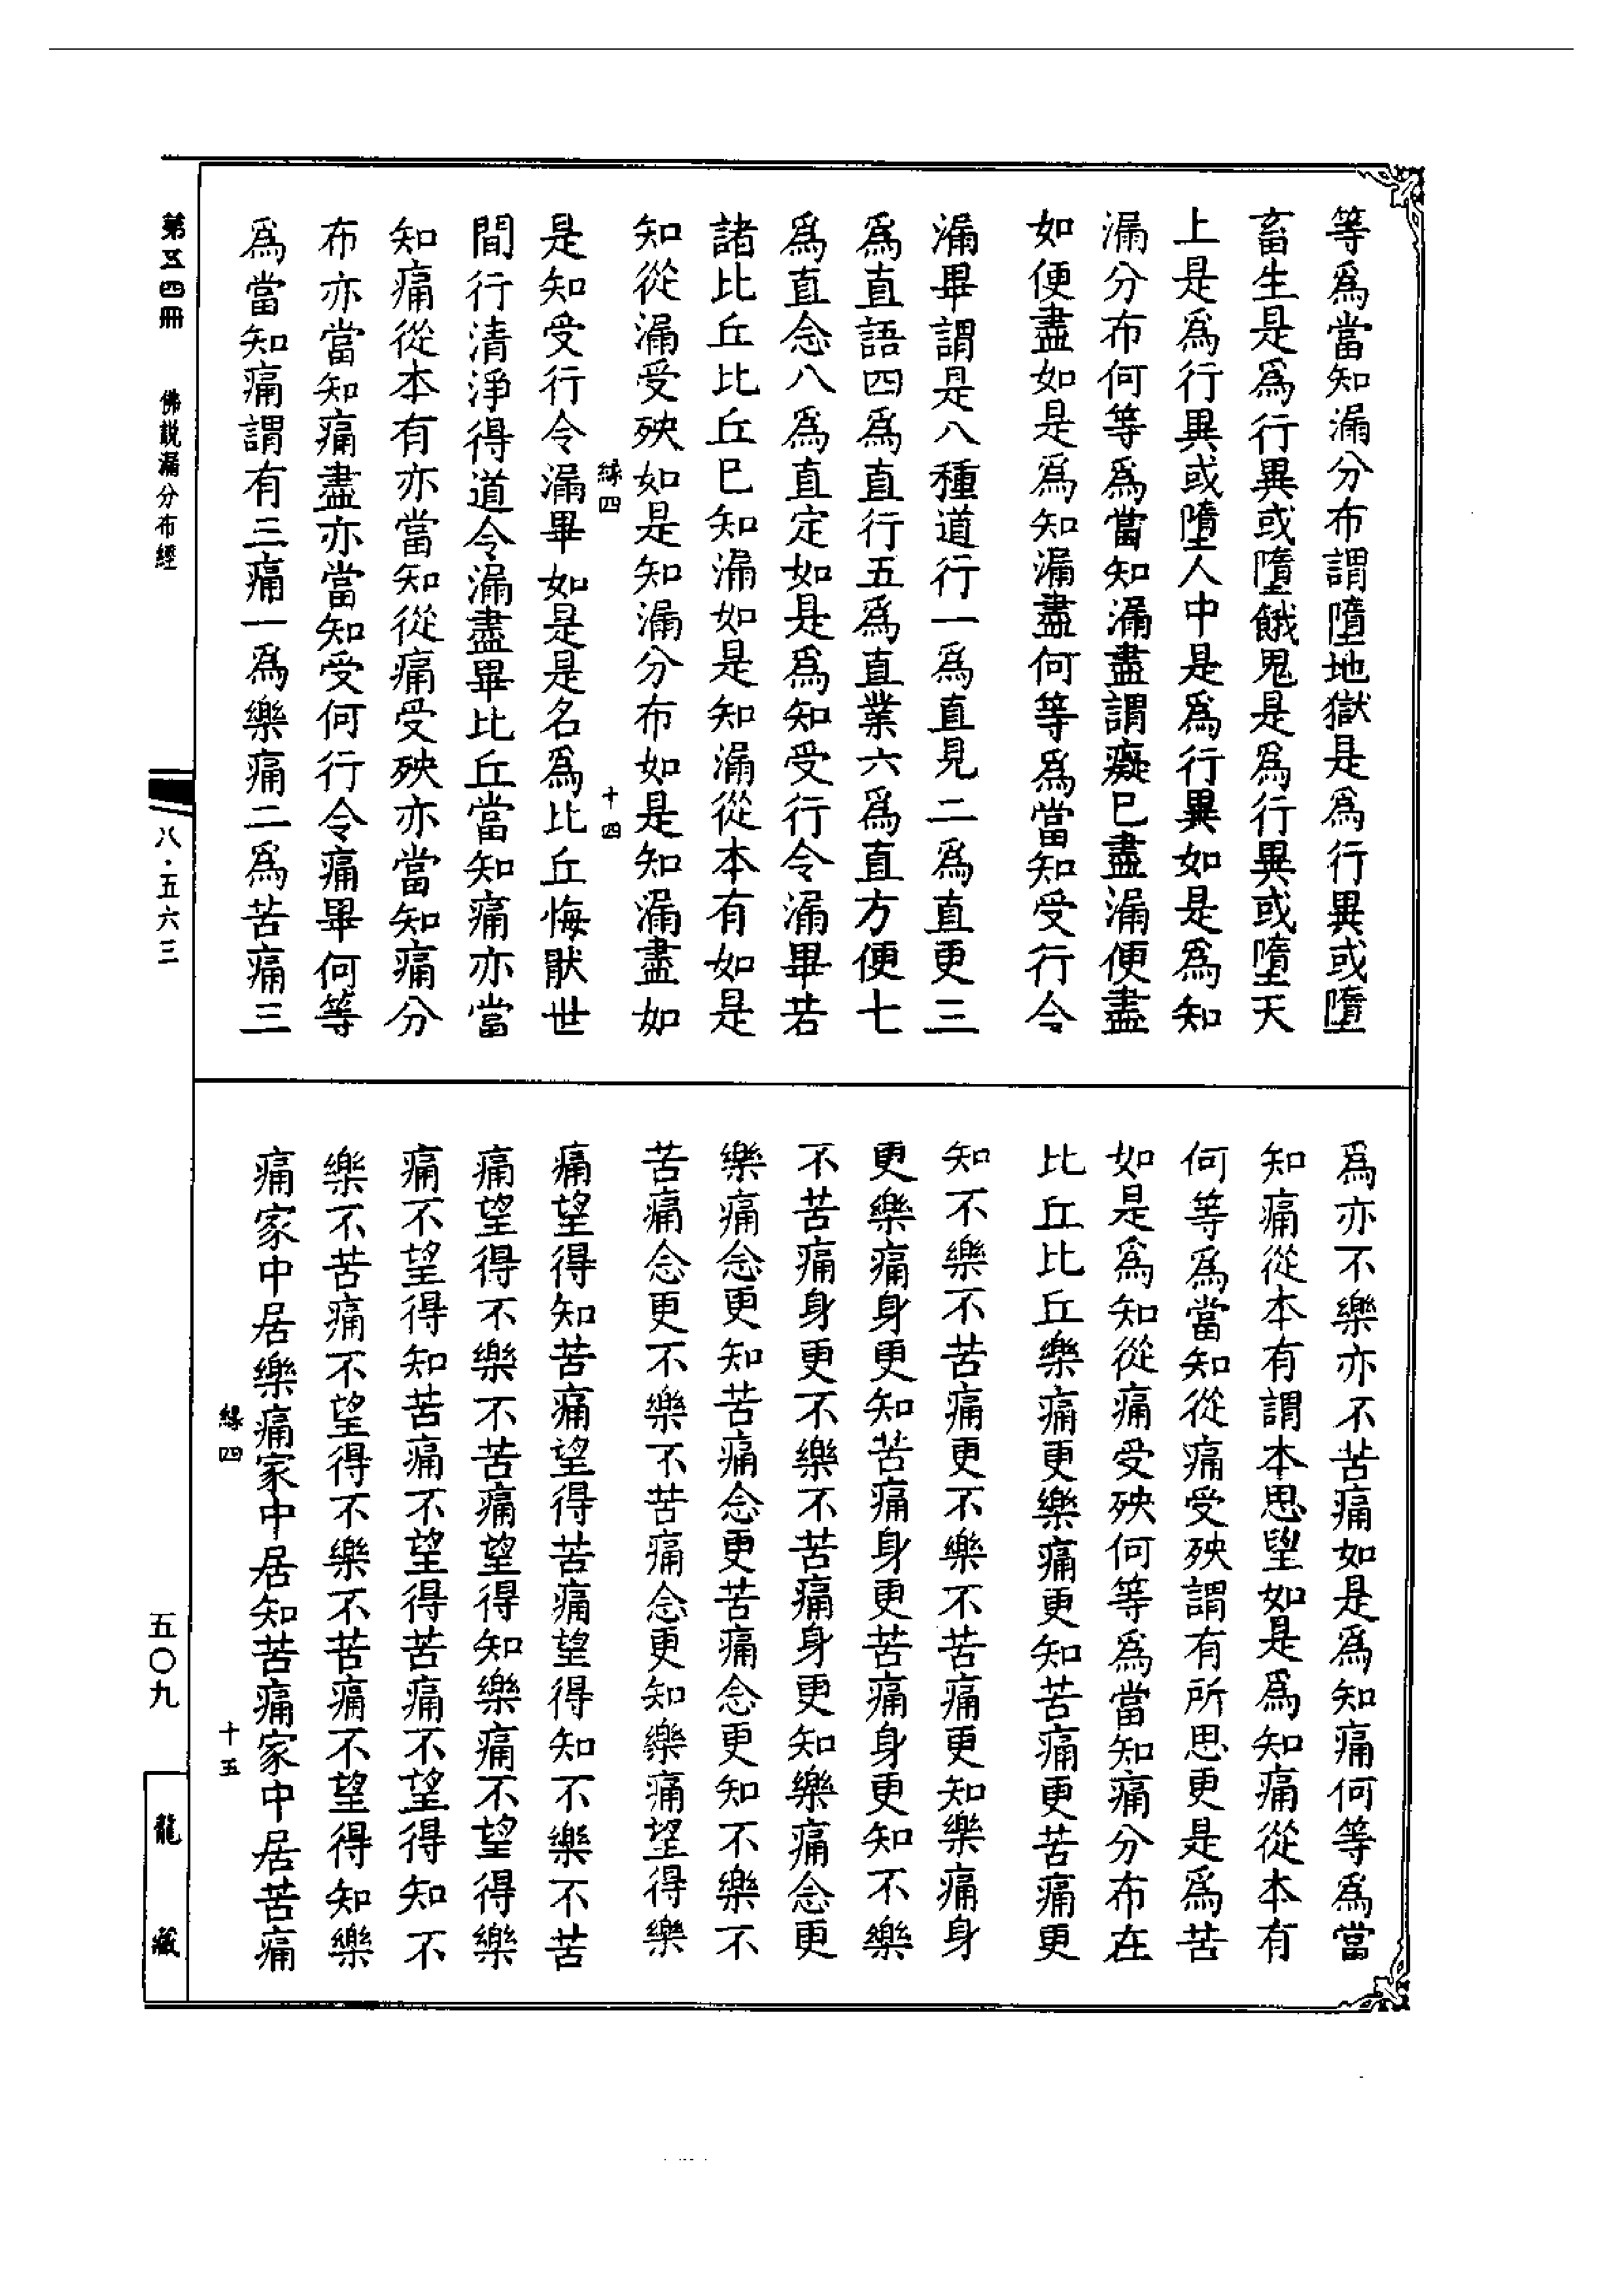 等爲當知漏分布謂墮地獄是爲行異或墮
畜生是爲行異或墮餓鬼是爲行異或墮天
上是爲行異或墮人中是爲行異如是爲知
漏分布何等爲當知漏盡謂癡已盡漏便盡
如便盡如是爲知漏盡何等爲當知受行令
漏畢謂是八種道行一爲直見二爲直更三
爲直語四爲直行五爲直業六爲直方便七
爲直念八爲直定如是爲知受行令漏畢若
諸比丘比丘已知漏如是知漏從本有如是
知從漏受殃如是知漏分布如是知漏盡如
緣四 十四
是知受行令漏畢如是是名爲比丘悔猒世
間行清淨得道令漏盡畢比丘當知痛亦當
知痛從本有亦當知從痛受殃亦當知痛分
布亦當知痛盡亦當知受何行令痛畢何等
爲當知痛謂有三痛一爲樂痛二爲苦痛三
爲亦不樂亦不苦痛如是爲知痛何等爲當
知痛從本有謂本思望如是爲知痛從本有
何等爲當知從痛受殃謂有所思更是爲苦
如是爲知從痛受殃何等爲當知痛分布在
比丘比丘樂痛更樂痛更知苦痛更苦痛更
知不樂不苦痛更不樂不苦痛更知樂痛身
更樂痛身更知苦痛身更苦痛身更知不樂
不苦痛身更不樂不苦痛身更知樂痛念更
樂痛念更知苦痛念更苦痛念更知不樂不
苦痛念更不樂不苦痛念更知樂痛望得樂
痛望得知苦痛望得苦痛望得知不樂不苦
痛望得不樂不苦痛望得知樂痛不望得樂
痛不望得知苦痛不望得苦痛不望得知不
樂不苦痛不望得不樂不苦痛不望得知樂
痛家中居樂痛家中居知苦痛家中居苦痛
緣四 十五
第五四冊 佛說漏分布經
八·五六三
五〇九
龍藏